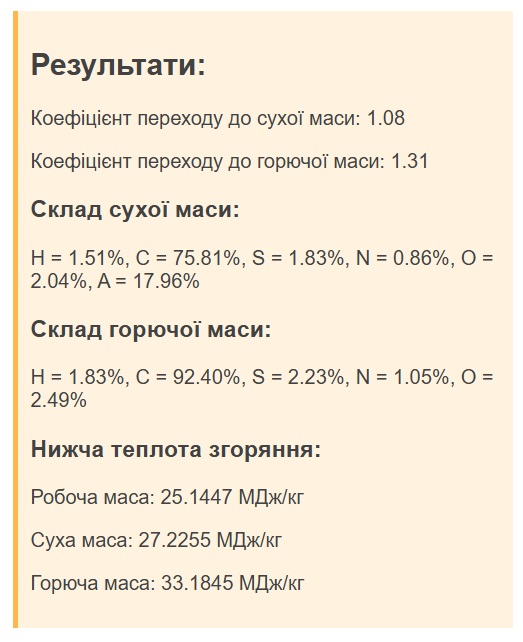 Результати:
Коефіцієнт переходу до сухої маси: 1.08
Коефіцієнт переходу до горючої маси: 1.31
Склад сухої маси:
H = 1.51%, C = 75.81%, S = 1.83%, N = 0.86%, O =
2.04%, A = 17.96%
Склад горючої маси:
H = 1.83%, C = 92.40%, S = 2.23%, N = 1.05%, O =
2.49%
Нижча теплота згоряння:
Робоча маса: 25.1447 МДж/кг
Суха маса: 27.2255 МДж/кг
Горюча маса: 33.1845 МДж/кг